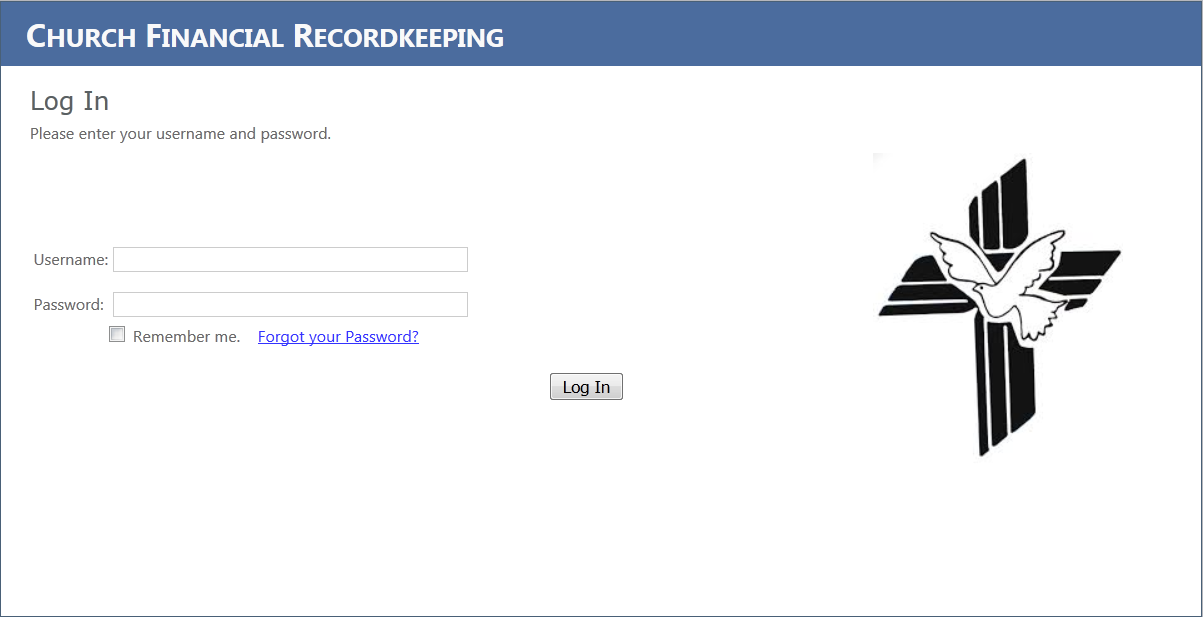 Church Financial Recordkeeping
Log In
Please enter your username and password.
Username:
Password:
Remember me. Forgot your Password?
Log In